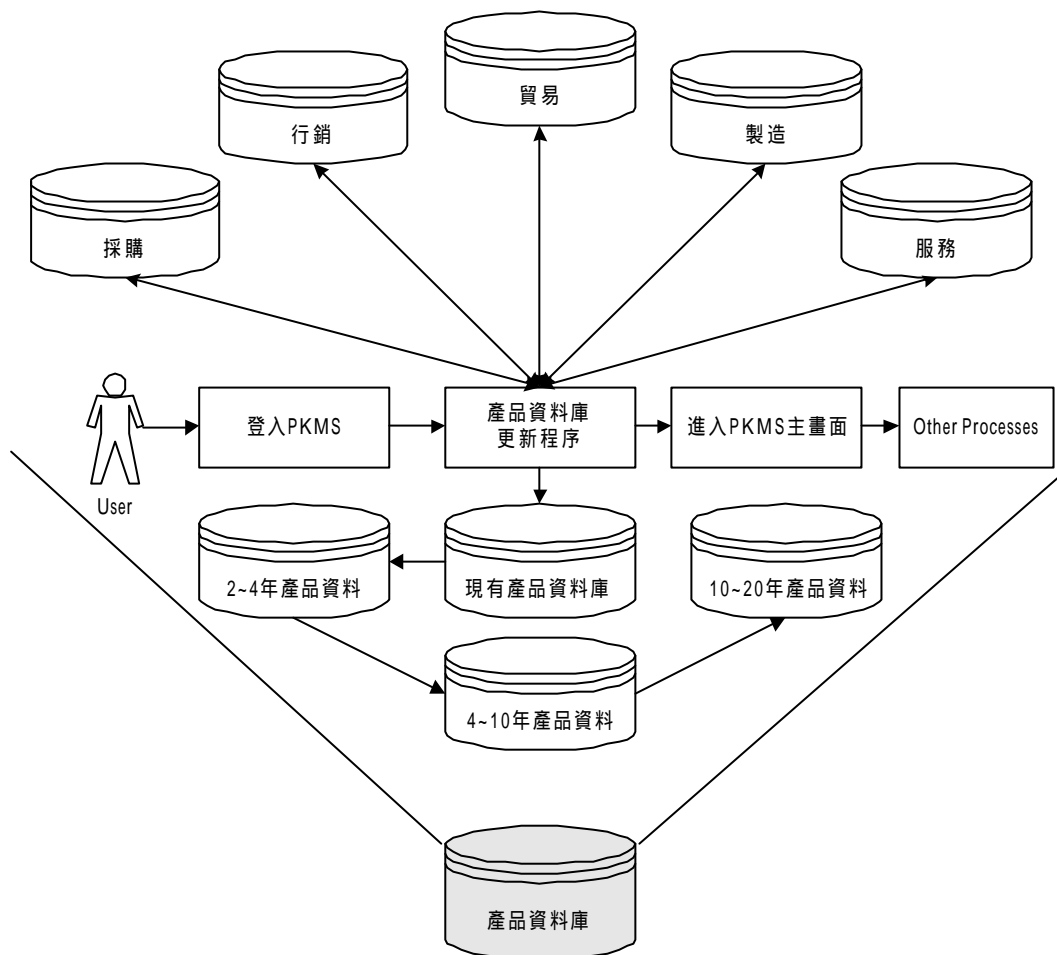 貿易
行銷
製造
採購
服務
登入PKMS
產品資料庫
更新程序
進入PKMS主畫面
Other Processes
User
2~4年產品資料
現有產品資料庫
10~20年產品資料
4~10年產品資料
產品資料庫